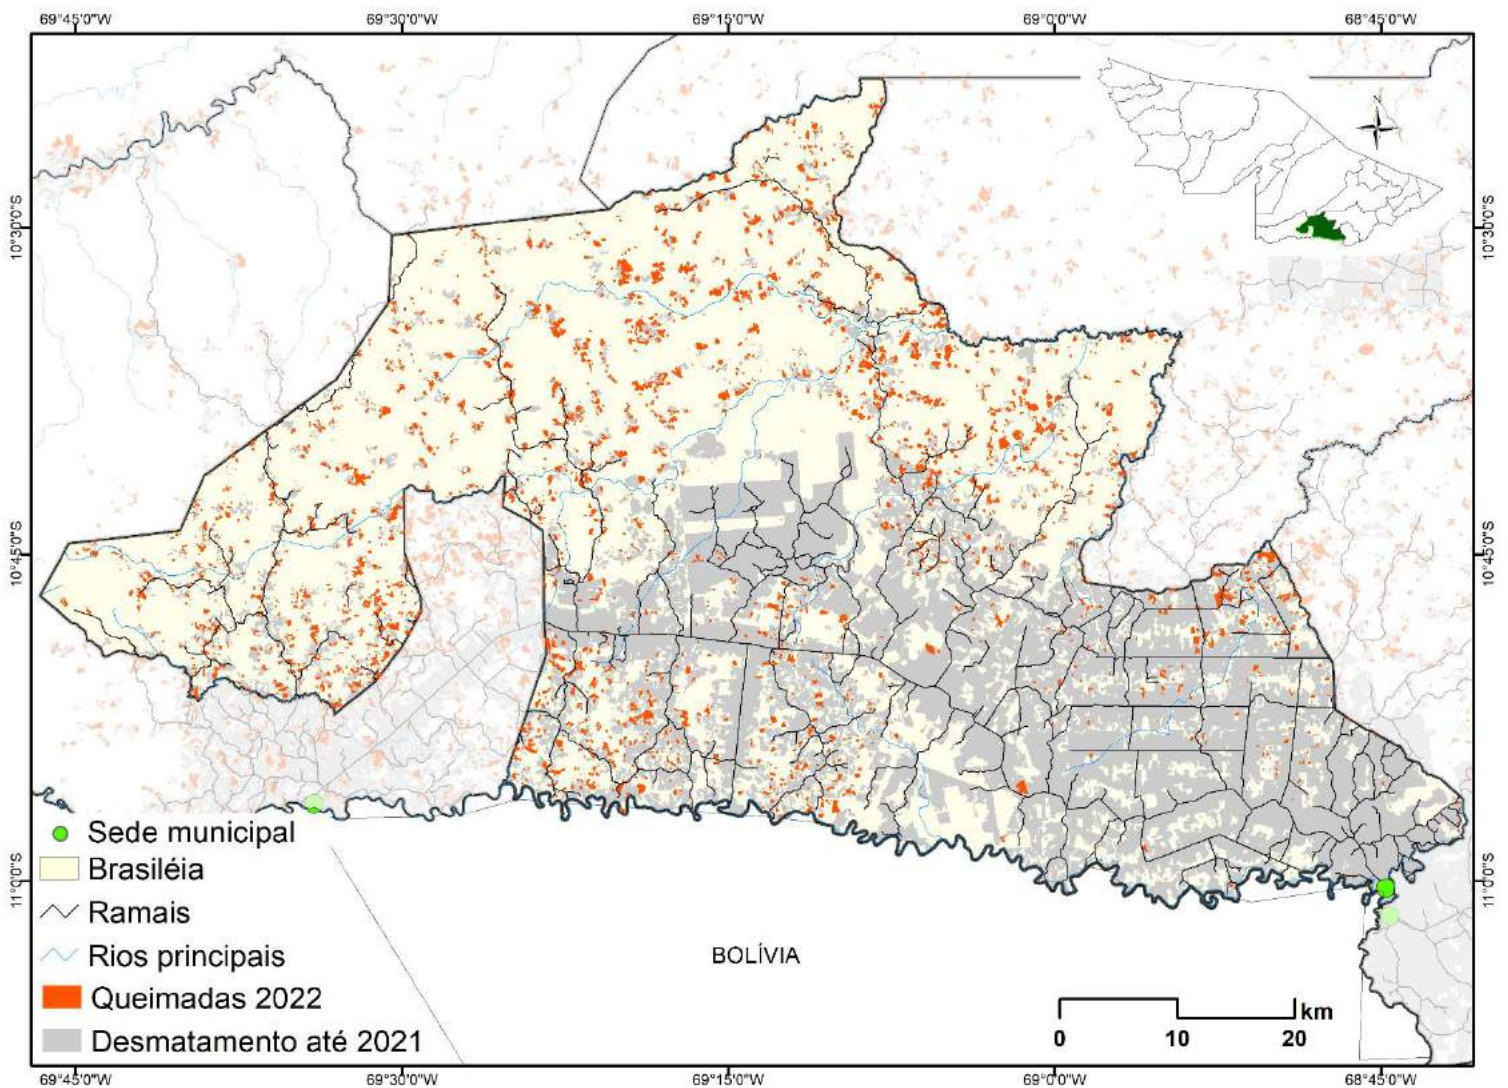 69°45'0"W 69°30'0"W 69°15'0"W 69°0'0"W 68°45'0"W
N
10°30'0"S 10°30'0"S
10°45'0"S 10°45'0"S
11°0'0"S 11°0'0"S
Sede municipal
Brasiléia
Ramais
Rios principais
Queimadas 2022
Desmatamento até 2021
BOLÍVIA
km
0 10 20
69°45'0"W 69°30'0"W 69°15'0"W 69°0'0"W 68°45'0"W